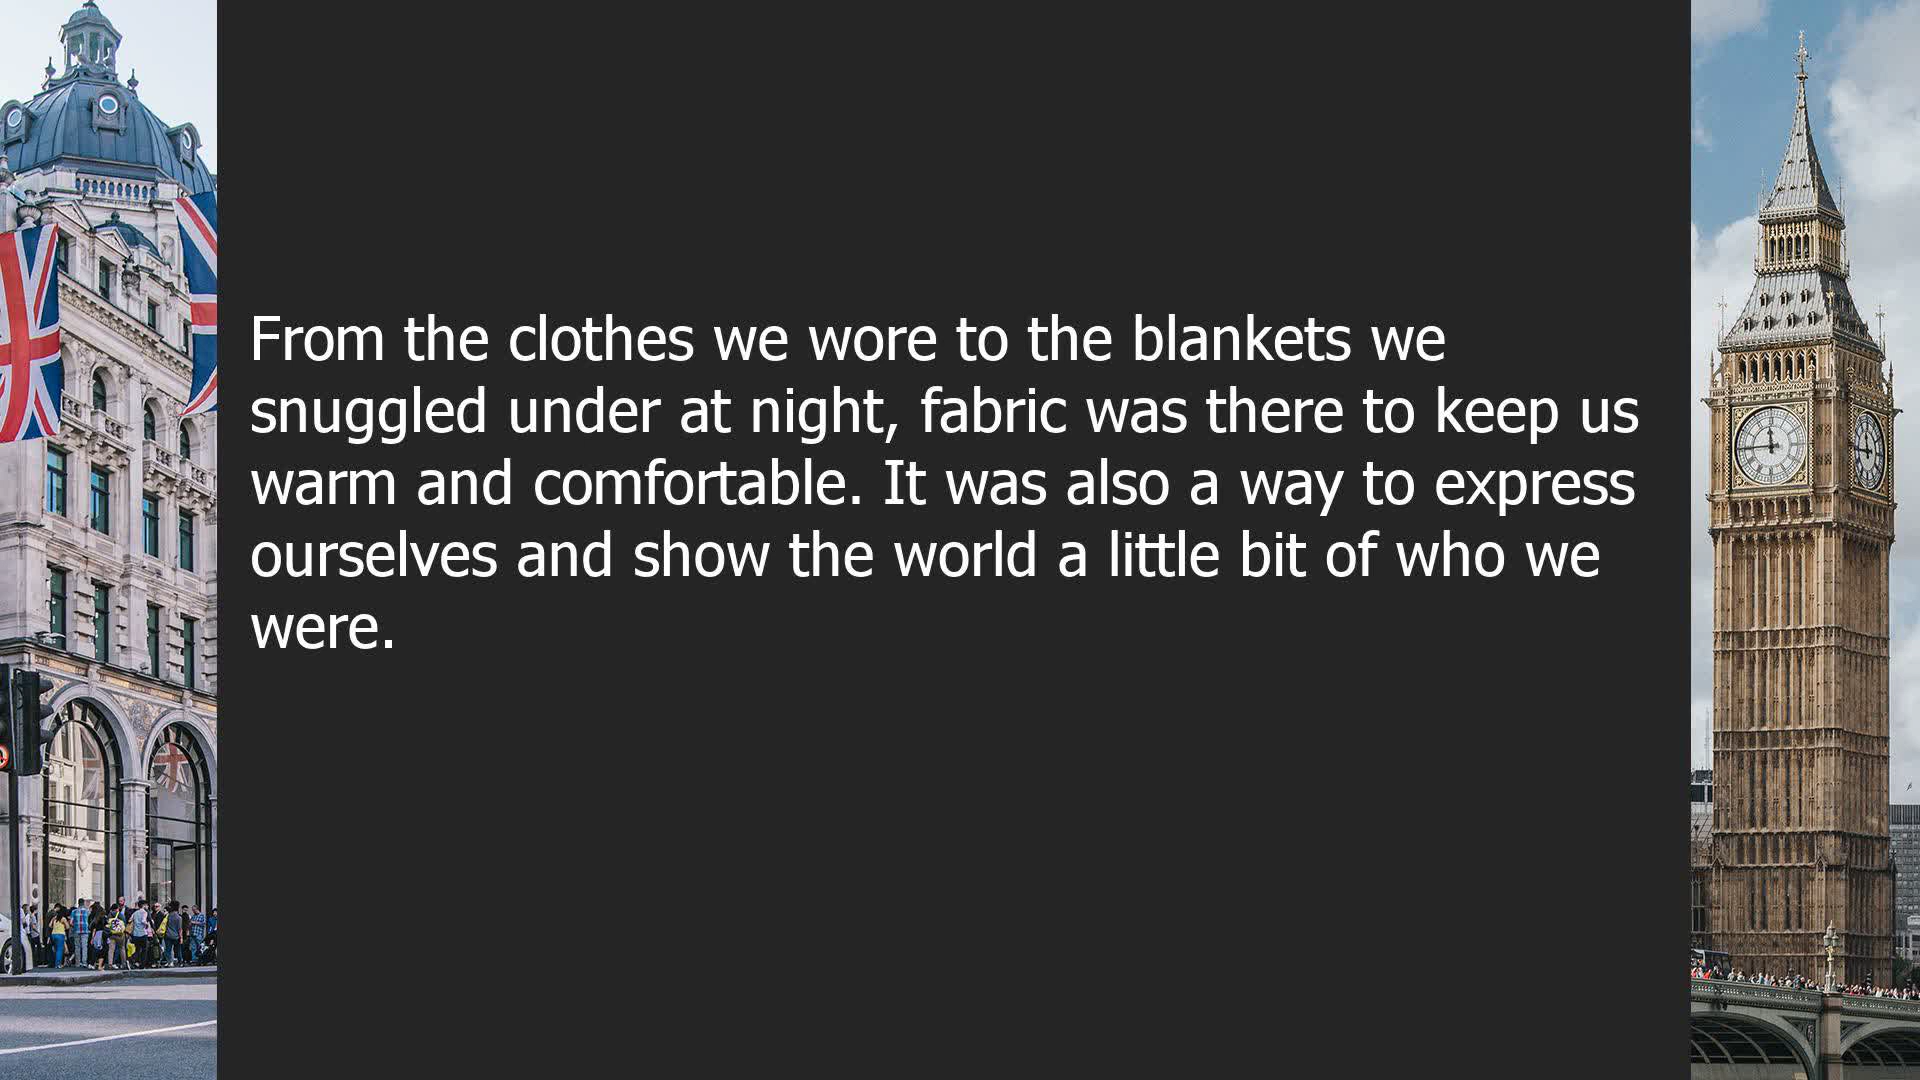 From the clothes we wore to the blankets we
snuggled under at night, fabric was there to keep us
warm and comfortable. It was also a way to express
ourselves and show the world a little bit of who we
were.